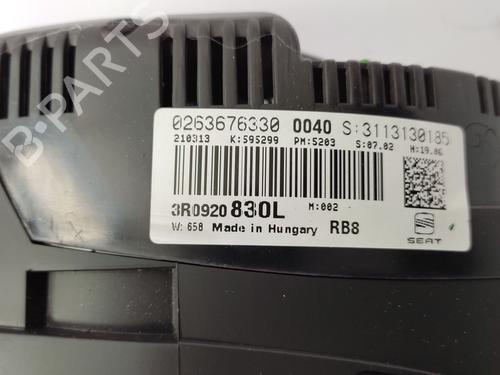 B-PARTS
0263676330 0040 S:3113130185
210313 K:595299 PM:5203 S:07.02 H:19.06
3R0920 830L M:002
W: 658 Made in Hungary RB8
SEAT